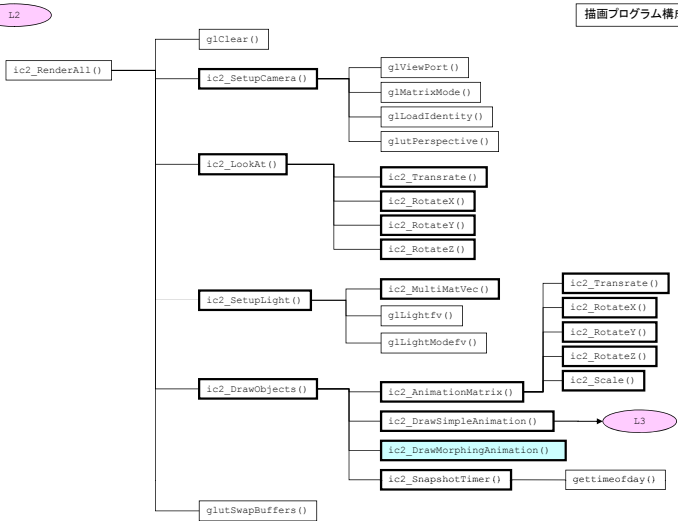 L2
描画プログラム構成
glClear()
ic2_RenderAll()
ic2_SetupCamera()
glViewPort()
glMatrixMode()
glLoadIdentity()
glutPerspective()
ic2_LookAt()
ic2_Transrate()
ic2_RotateX()
ic2_RotateY()
ic2_RotateZ()
ic2_SetupLight()
ic2_MultiMatVec()
glLightfv()
glLightModefv()
ic2_Transrate()
ic2_RotateX()
ic2_RotateY()
ic2_RotateZ()
ic2_Scale()
ic2_DrawObjects()
ic2_AnimationMatrix()
ic2_DrawSimpleAnimation()
L3
ic2_DrawMorphingAnimation()
ic2_SnapshotTimer()
gettimeofday()
glutSwapBuffers()